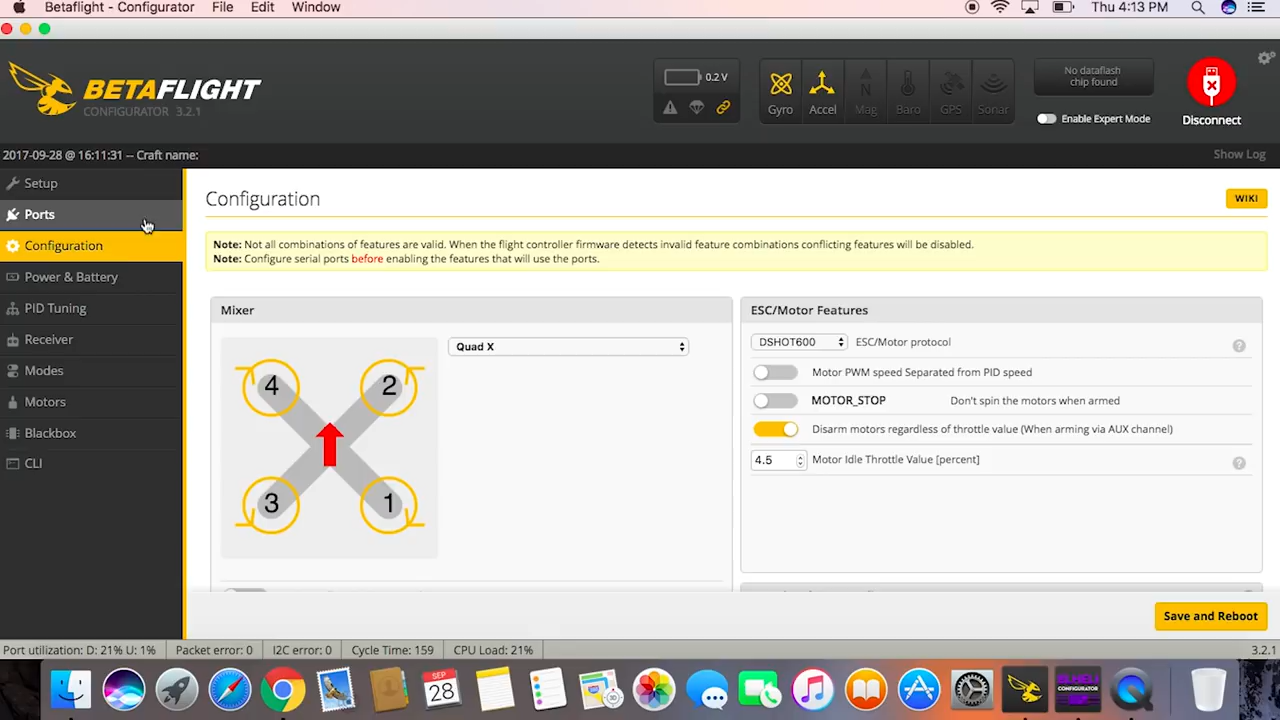 Betaflight - Configurator File Edit Window Thu 4:13 PM
BETAFLIGHT
CONFIGURATOR 3.2.1
0.2 V
Gyro Accel Mag Baro GPS Sonar
No dataflash
chip found
Enable Expert Mode
Disconnect
2017-09-28 @ 16:11:31 -- Craft name:
Show Log
Setup
Ports
Configuration
Power & Battery
PID Tuning
Receiver
Modes
Motors
Blackbox
CLI
Configuration
WIKI
Note: Not all combinations of features are valid. When the flight controller firmware detects invalid feature combinations conflicting features will be disabled.
Note: Configure serial ports before enabling the features that will use the ports.
Mixer
Quad X
4 2
3 1
ESC/Motor Features
DSHOT600 ESC/Motor protocol ?
Motor PWM speed Separated from PID speed
MOTOR_STOP Don't spin the motors when armed
Disarm motors regardless of throttle value (When arming via AUX channel)
4.5 Motor Idle Throttle Value [percent] ?
Save and Reboot
Port utilization: D: 21% U: 1% Packet error: 0 I2C error: 0 Cycle Time: 159 CPU Load: 21% 3.2.1
SEP
28
BLHELI
CONFIGURATOR